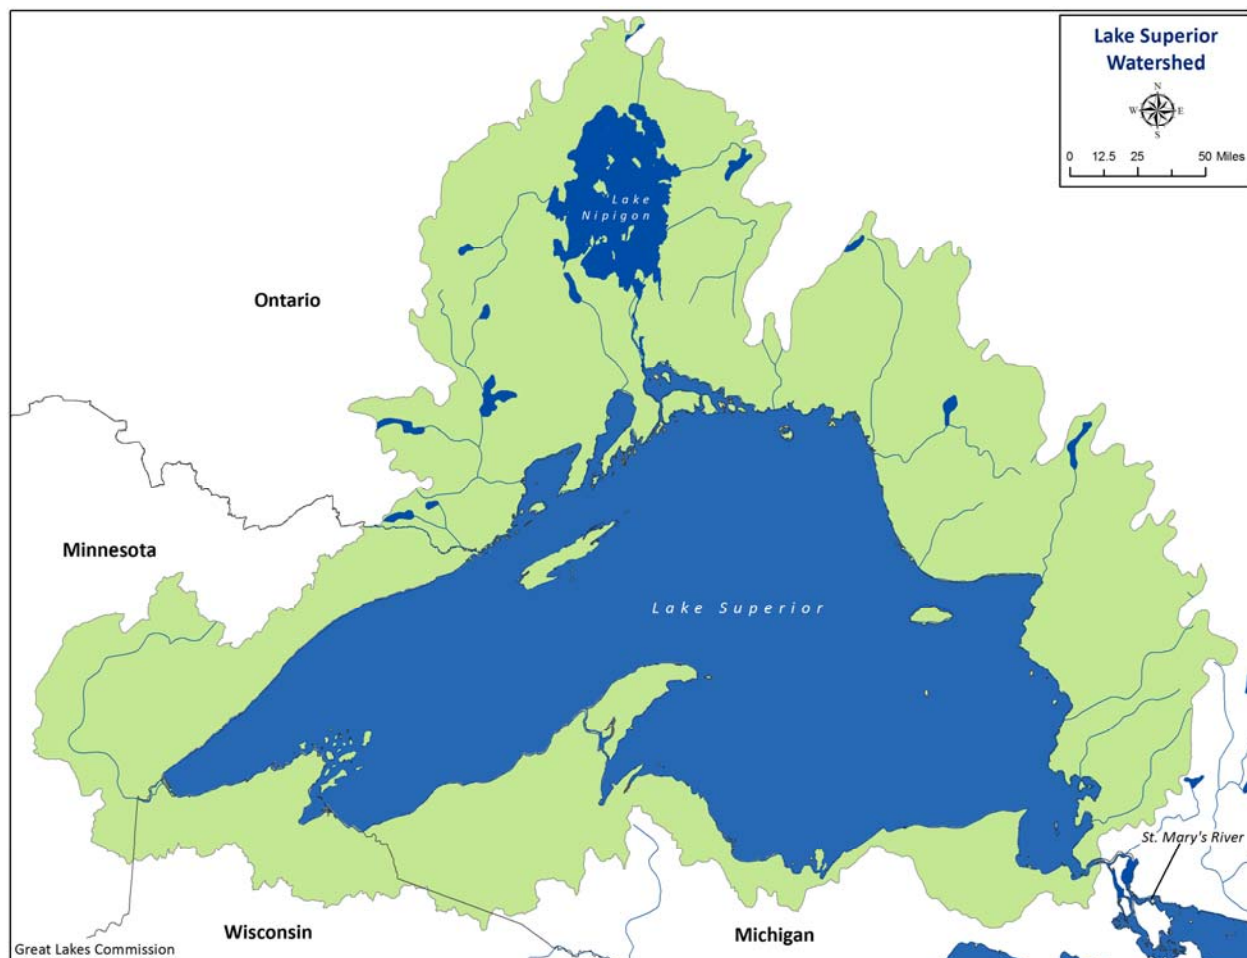 Lake Superior
Watershed
N
W E
S
0 12.5 25 50 Miles
Lake
Nipigon
Ontario
Minnesota
Lake Superior
St. Mary's River
Wisconsin
Michigan
Great Lakes Commission